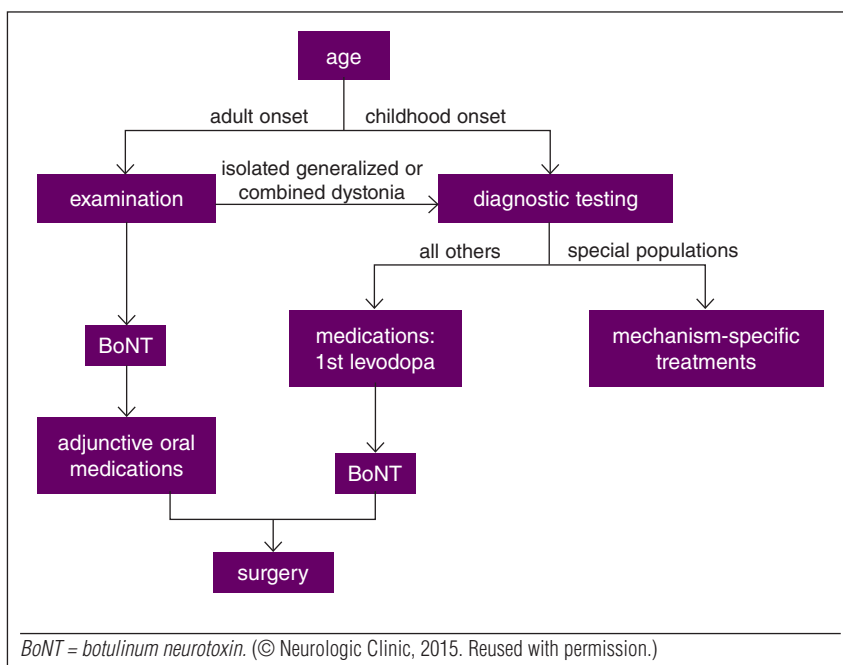 age
adult onset
childhood onset
isolated generalized or
combined dystonia
examination
diagnostic testing
all others
special populations
BoNT
medications:
1st levodopa
mechanism-specific
treatments
adjunctive oral
medications
BoNT
surgery
BoNT = botulinum neurotoxin. (© Neurologic Clinic, 2015. Reused with permission.)